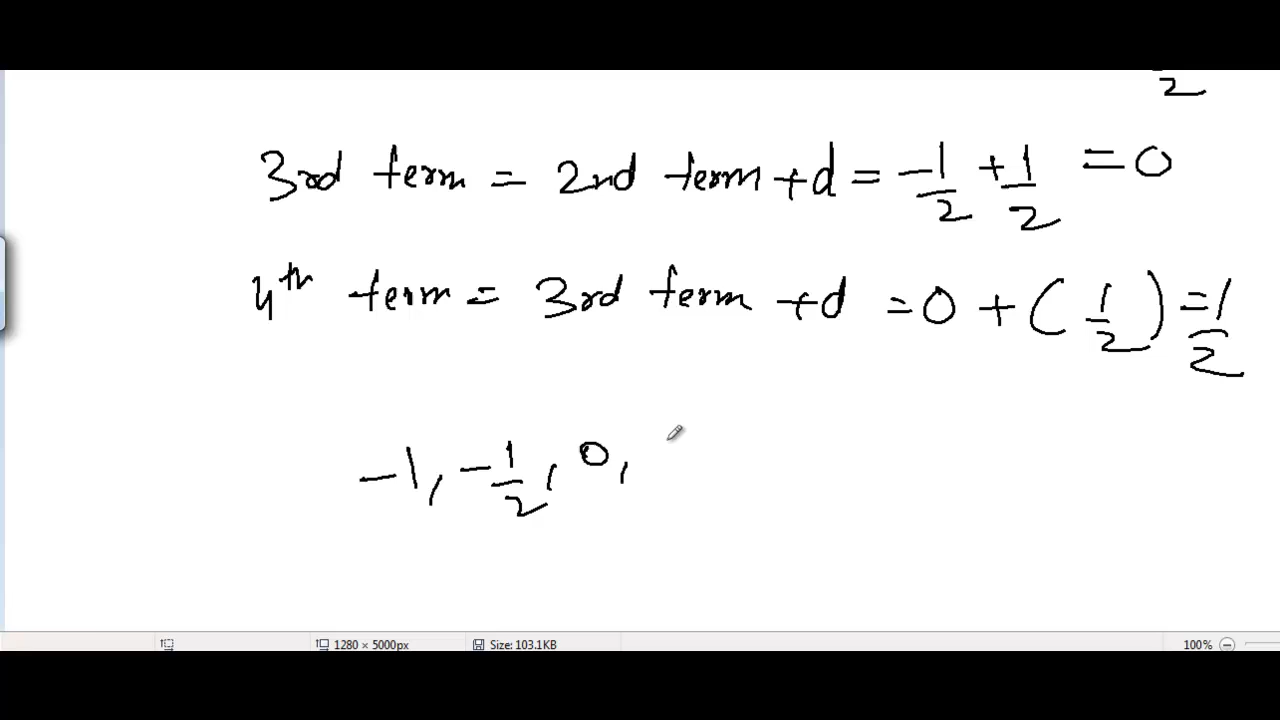 2
3rd term = 2nd term + d = -1/2 + 1/2 = 0
4th term = 3rd term + d = 0 + (1/2) = 1/2
-1, -1/2, 0,
1280 × 5000px Size: 103.1KB 100%